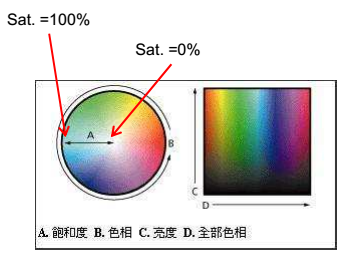 Sat. =100%
Sat. =0%
A
B
C
D
A. 飽和度 B. 色相 C. 亮度 D. 全部色相